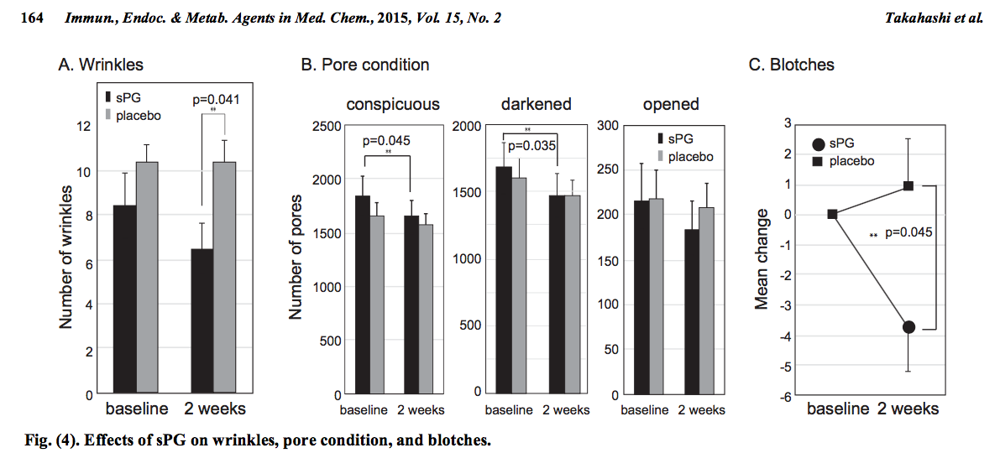 164 Immun., Endoc. & Metab. Agents in Med. Chem., 2015, Vol. 15, No. 2 Takahashi et al.
A. Wrinkles
sPG
placebo
p=0.041
**
Number of wrinkles
12
10
8
6
4
2
0
baseline 2 weeks
B. Pore condition
conspicuous
Number of pores
2500
2000
1500
1000
500
0
p=0.045
**
baseline 2 weeks
darkened
2000
1500
1000
500
0
**
p=0.035
baseline 2 weeks
opened
300
250
200
150
100
50
0
sPG
placebo
baseline 2 weeks
C. Blotches
Mean change
3
2
1
0
-1
-2
-3
-4
-5
-6
sPG
placebo
** p=0.045
baseline 2 weeks
Fig. (4). Effects of sPG on wrinkles, pore condition, and blotches.